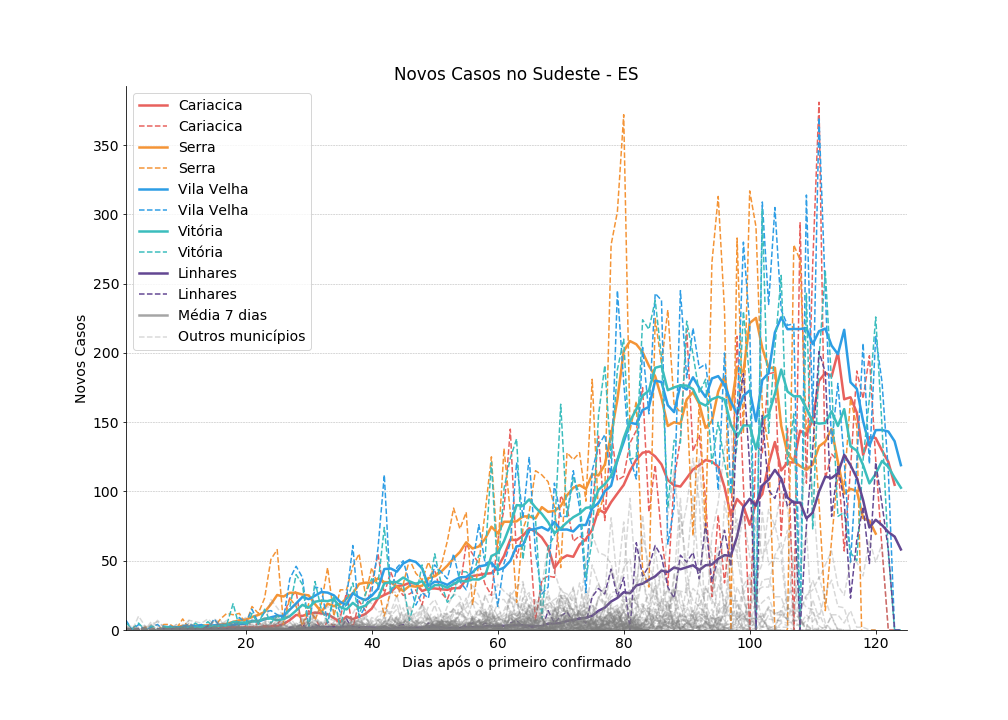 Novos Casos no Sudeste - ES
Cariacica
Cariacica
Serra
Serra
Vila Velha
Vila Velha
Vitória
Vitória
Linhares
Linhares
Média 7 dias
Outros municípios
Novos Casos
350
300
250
200
150
100
50
0
20
40
60
80
100
120
Dias após o primeiro confirmado